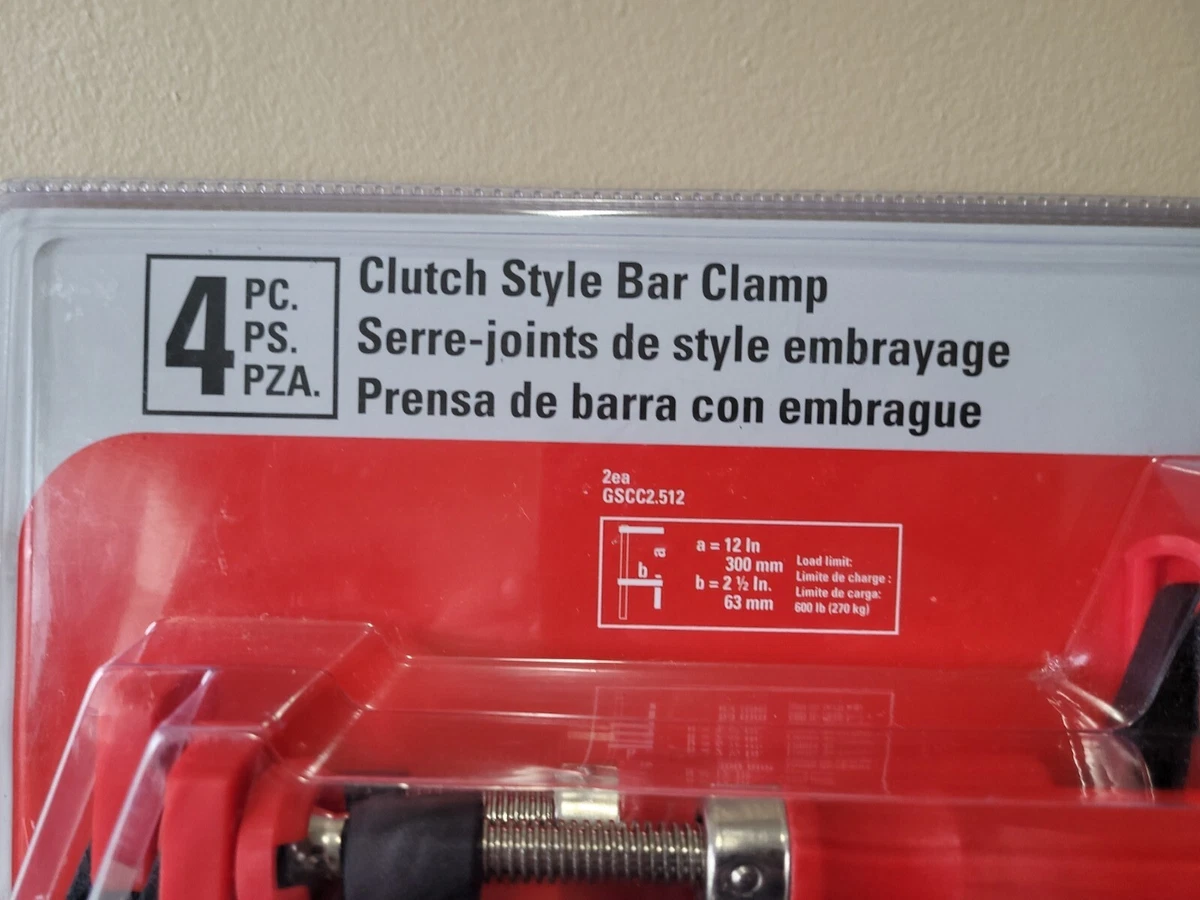 4 PC.
PS.
PZA.
Clutch Style Bar Clamp
Serre-joints de style embrayage
Prensa de barra con embrague
2ea
GSCC2.512
a
b
a = 12 In
300 mm
b = 2 ½ In.
63 mm
Load limit:
Limite de charge :
Limite de carga:
600 lb (270 kg)